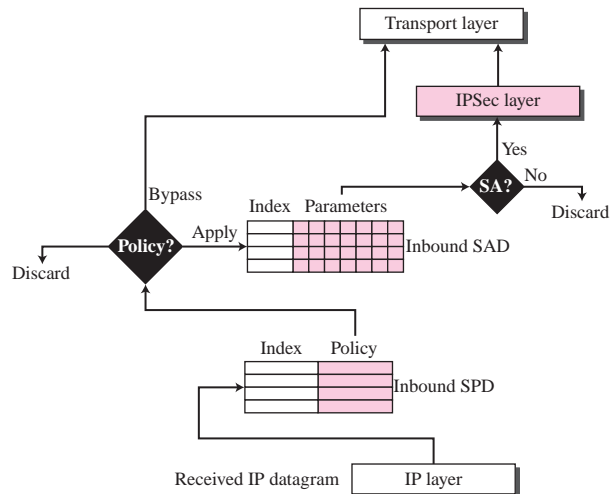 Transport layer
IPSec layer
Yes
SA?
No
Discard
Bypass
Index Parameters
Policy?
Apply
Inbound SAD
Discard
Index Policy
Inbound SPD
Received IP datagram
IP layer